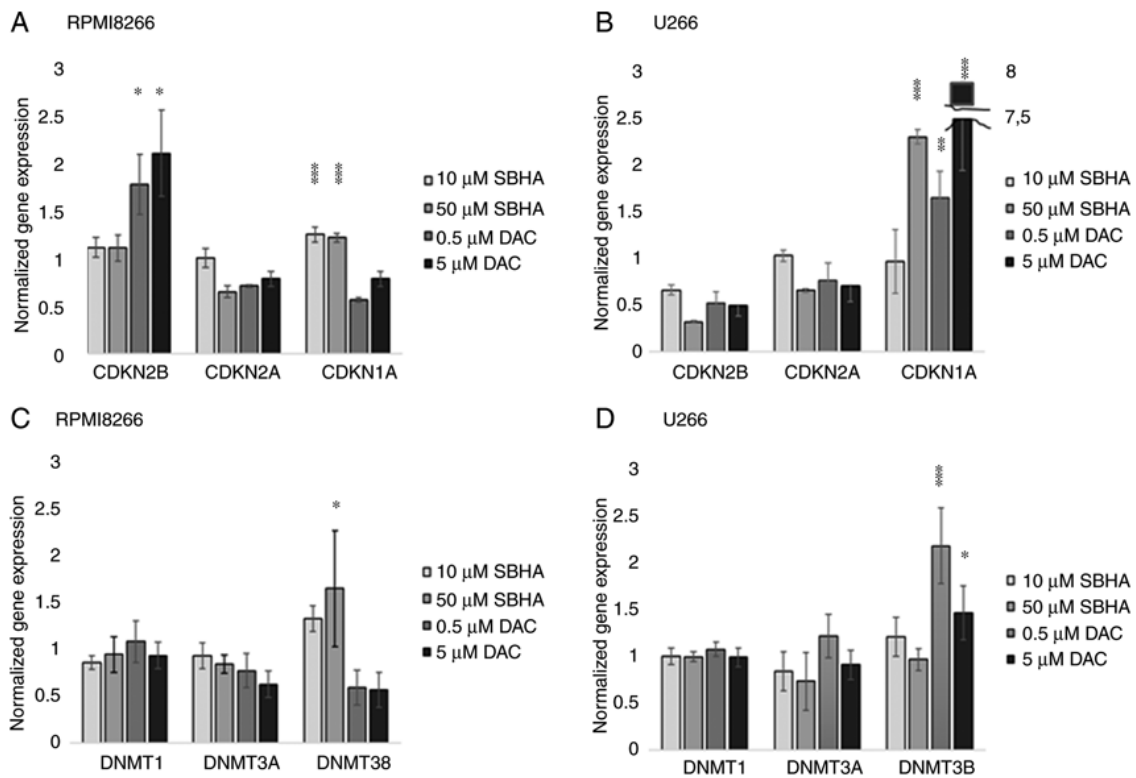 A RPMI8266
3
2.5
2
1.5
1
0.5
0
Normalized gene expression
* *
*** ***
CDKN2B CDKN2A CDKN1A
10 μM SBHA
50 μM SBHA
0.5 μM DAC
5 μM DAC
B U266
3
2.5
2
1.5
1
0.5
0
Normalized gene expression
*** ** ***
8
7,5
CDKN2B CDKN2A CDKN1A
10 μM SBHA
50 μM SBHA
0.5 μM DAC
5 μM DAC
C RPMI8266
3
2.5
2
1.5
1
0.5
0
Normalized gene expression
*
DNMT1 DNMT3A DNMT38
10 μM SBHA
50 μM SBHA
0.5 μM DAC
5 μM DAC
D U266
3
2.5
2
1.5
1
0.5
0
Normalized gene expression
*** *
DNMT1 DNMT3A DNMT3B
10 μM SBHA
50 μM SBHA
0.5 μM DAC
5 μM DAC